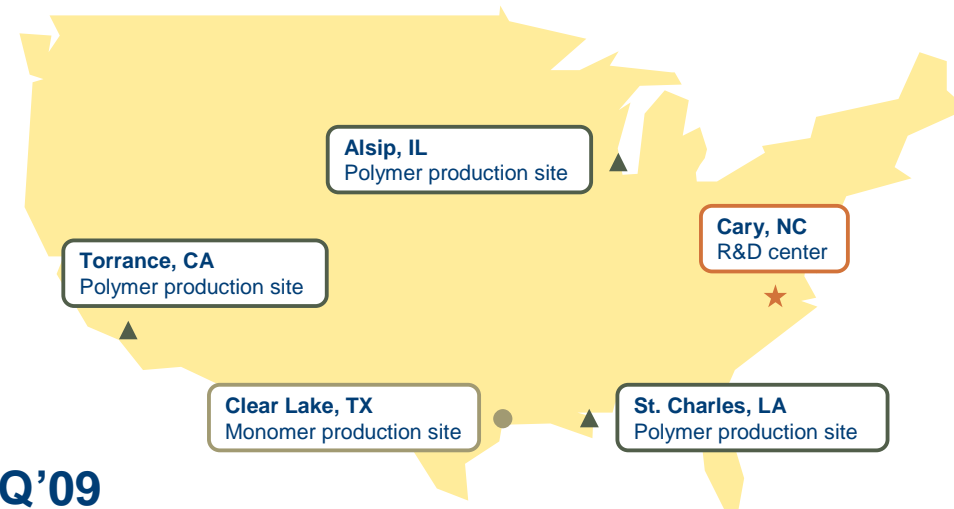 Alsip, IL
Polymer production site
Cary, NC
R&D center
Torrance, CA
Polymer production site
Clear Lake, TX
Monomer production site
St. Charles, LA
Polymer production site
Q’09